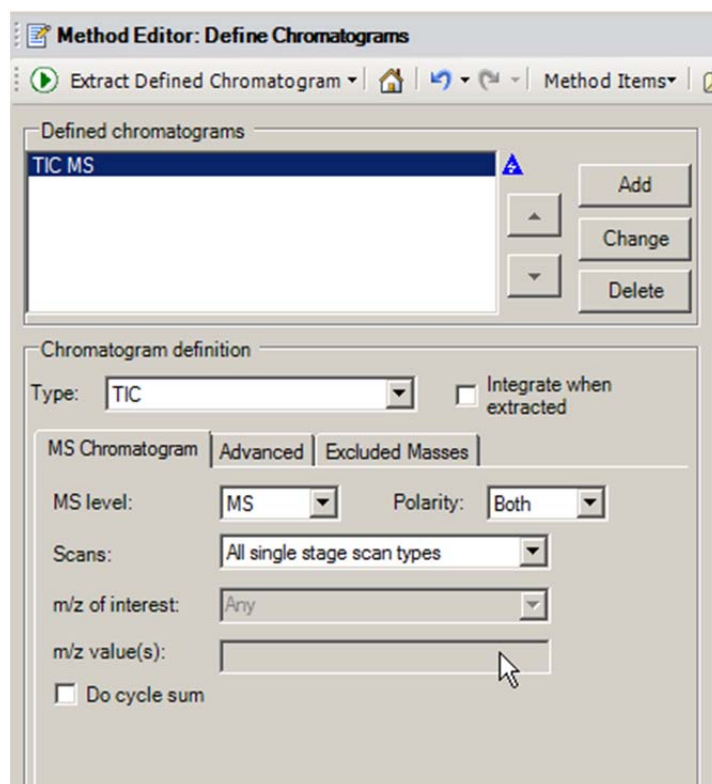 Method Editor: Define Chromatograms
Extract Defined Chromatogram Method Items
Defined chromatograms
TIC MS
Add
Change
Delete
Chromatogram definition
Type: TIC Integrate when extracted
MS Chromatogram Advanced Excluded Masses
MS level: MS Polarity: Both
Scans: All single stage scan types
m/z of interest: Any
m/z value(s):
Do cycle sum